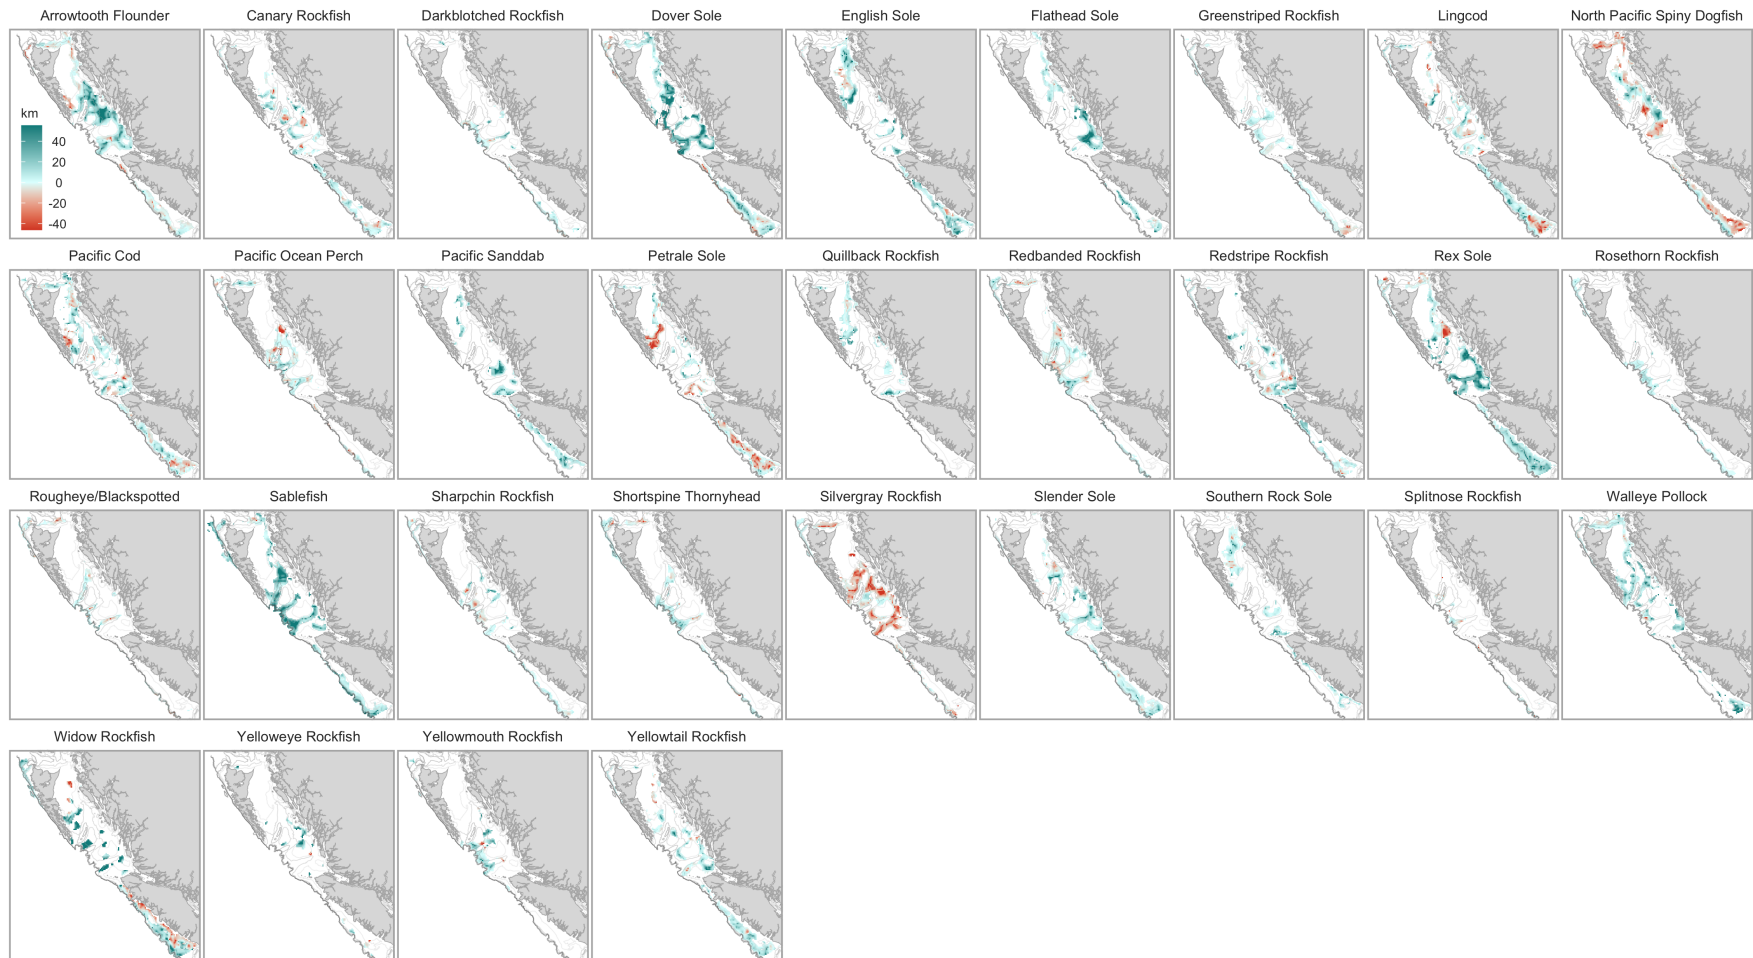 Arrowtooth Flounder
Canary Rockfish
Darkblotched Rockfish
Dover Sole
English Sole
Flathead Sole
Greenstriped Rockfish
Lingcod
North Pacific Spiny Dogfish
km
40
20
0
-20
-40
Pacific Cod
Pacific Ocean Perch
Pacific Sanddab
Petrale Sole
Quillback Rockfish
Redbanded Rockfish
Redstripe Rockfish
Rex Sole
Rosethorn Rockfish
Rougheye/Blackspotted
Sablefish
Sharpchin Rockfish
Shortspine Thornyhead
Silvergray Rockfish
Slender Sole
Southern Rock Sole
Splitnose Rockfish
Walleye Pollock
Widow Rockfish
Yelloweye Rockfish
Yellowmouth Rockfish
Yellowtail Rockfish